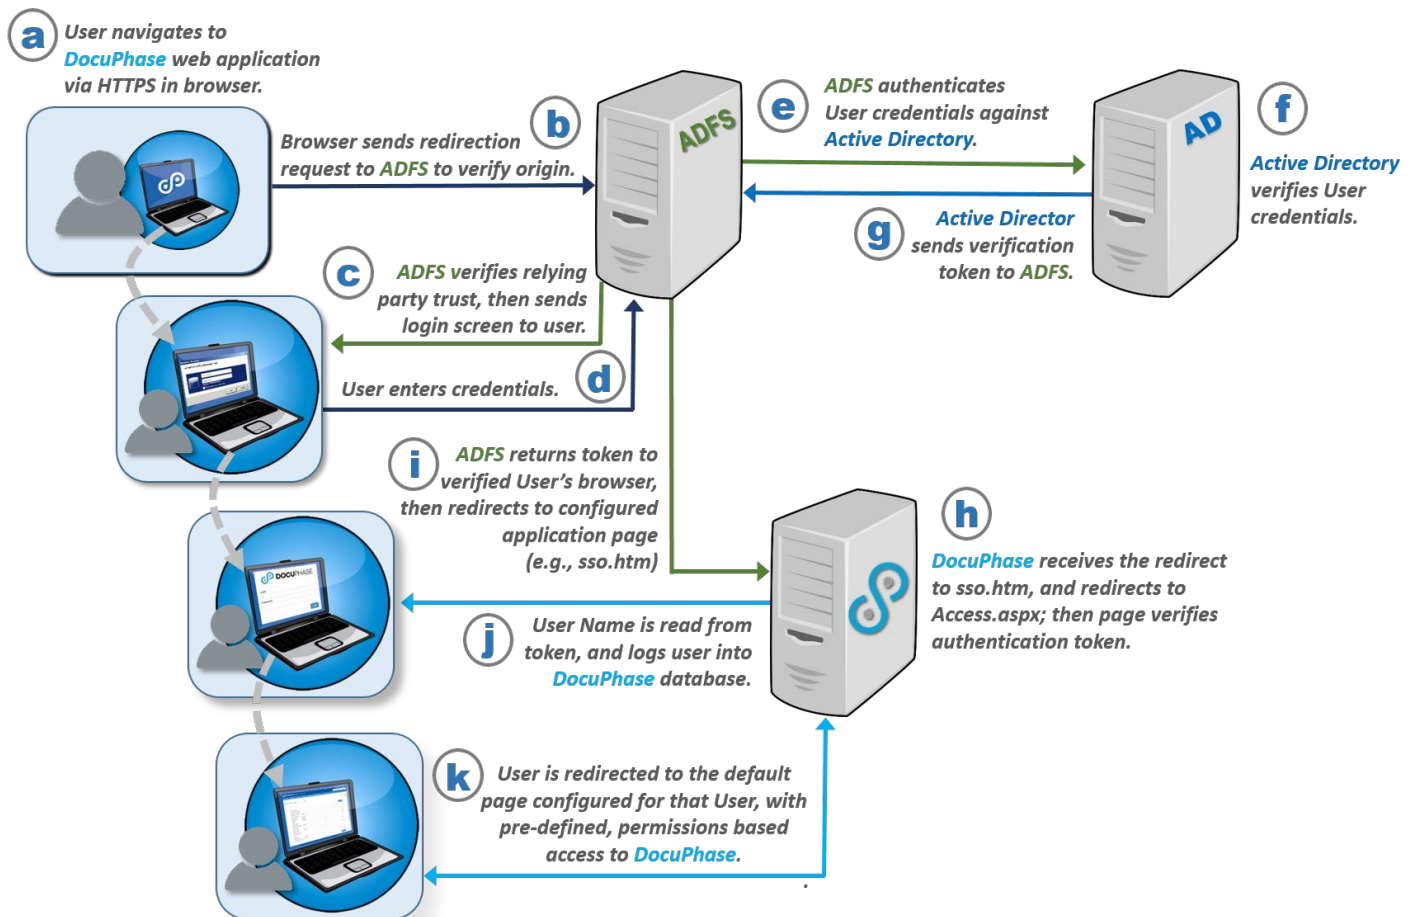 a
User navigates to
DocuPhase web application
via HTTPS in browser.
b
Browser sends redirection
request to ADFS to verify origin.
ADFS
e
ADFS authenticates
User credentials against
Active Directory.
AD
f
Active Directory
verifies User
credentials.
g
Active Director
sends verification
token to ADFS.
c
ADFS verifies relying
party trust, then sends
login screen to user.
d
User enters credentials.
i
ADFS returns token to
verified User's browser,
then redirects to configured
application page
(e.g., sso.htm)
h
DocuPhase receives the redirect
to sso.htm, and redirects to
Access.aspx; then page verifies
authentication token.
DOCUPHASE
j
User Name is read from
token, and logs user into
DocuPhase database.
k
User is redirected to the default
page configured for that User, with
pre-defined, permissions based
access to DocuPhase.
.